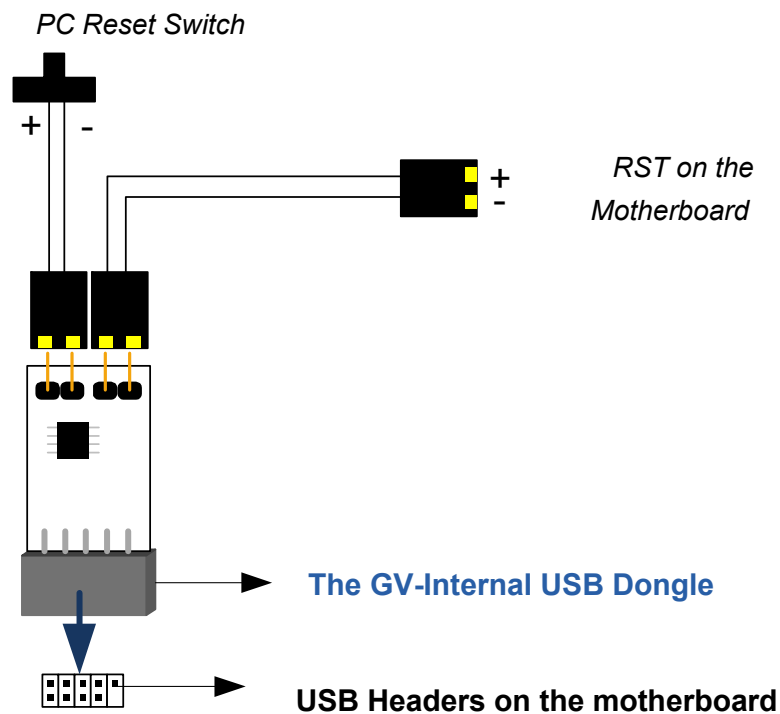 PC Reset Switch
+ -
+
-
RST on the
Motherboard
The GV-Internal USB Dongle
USB Headers on the motherboard